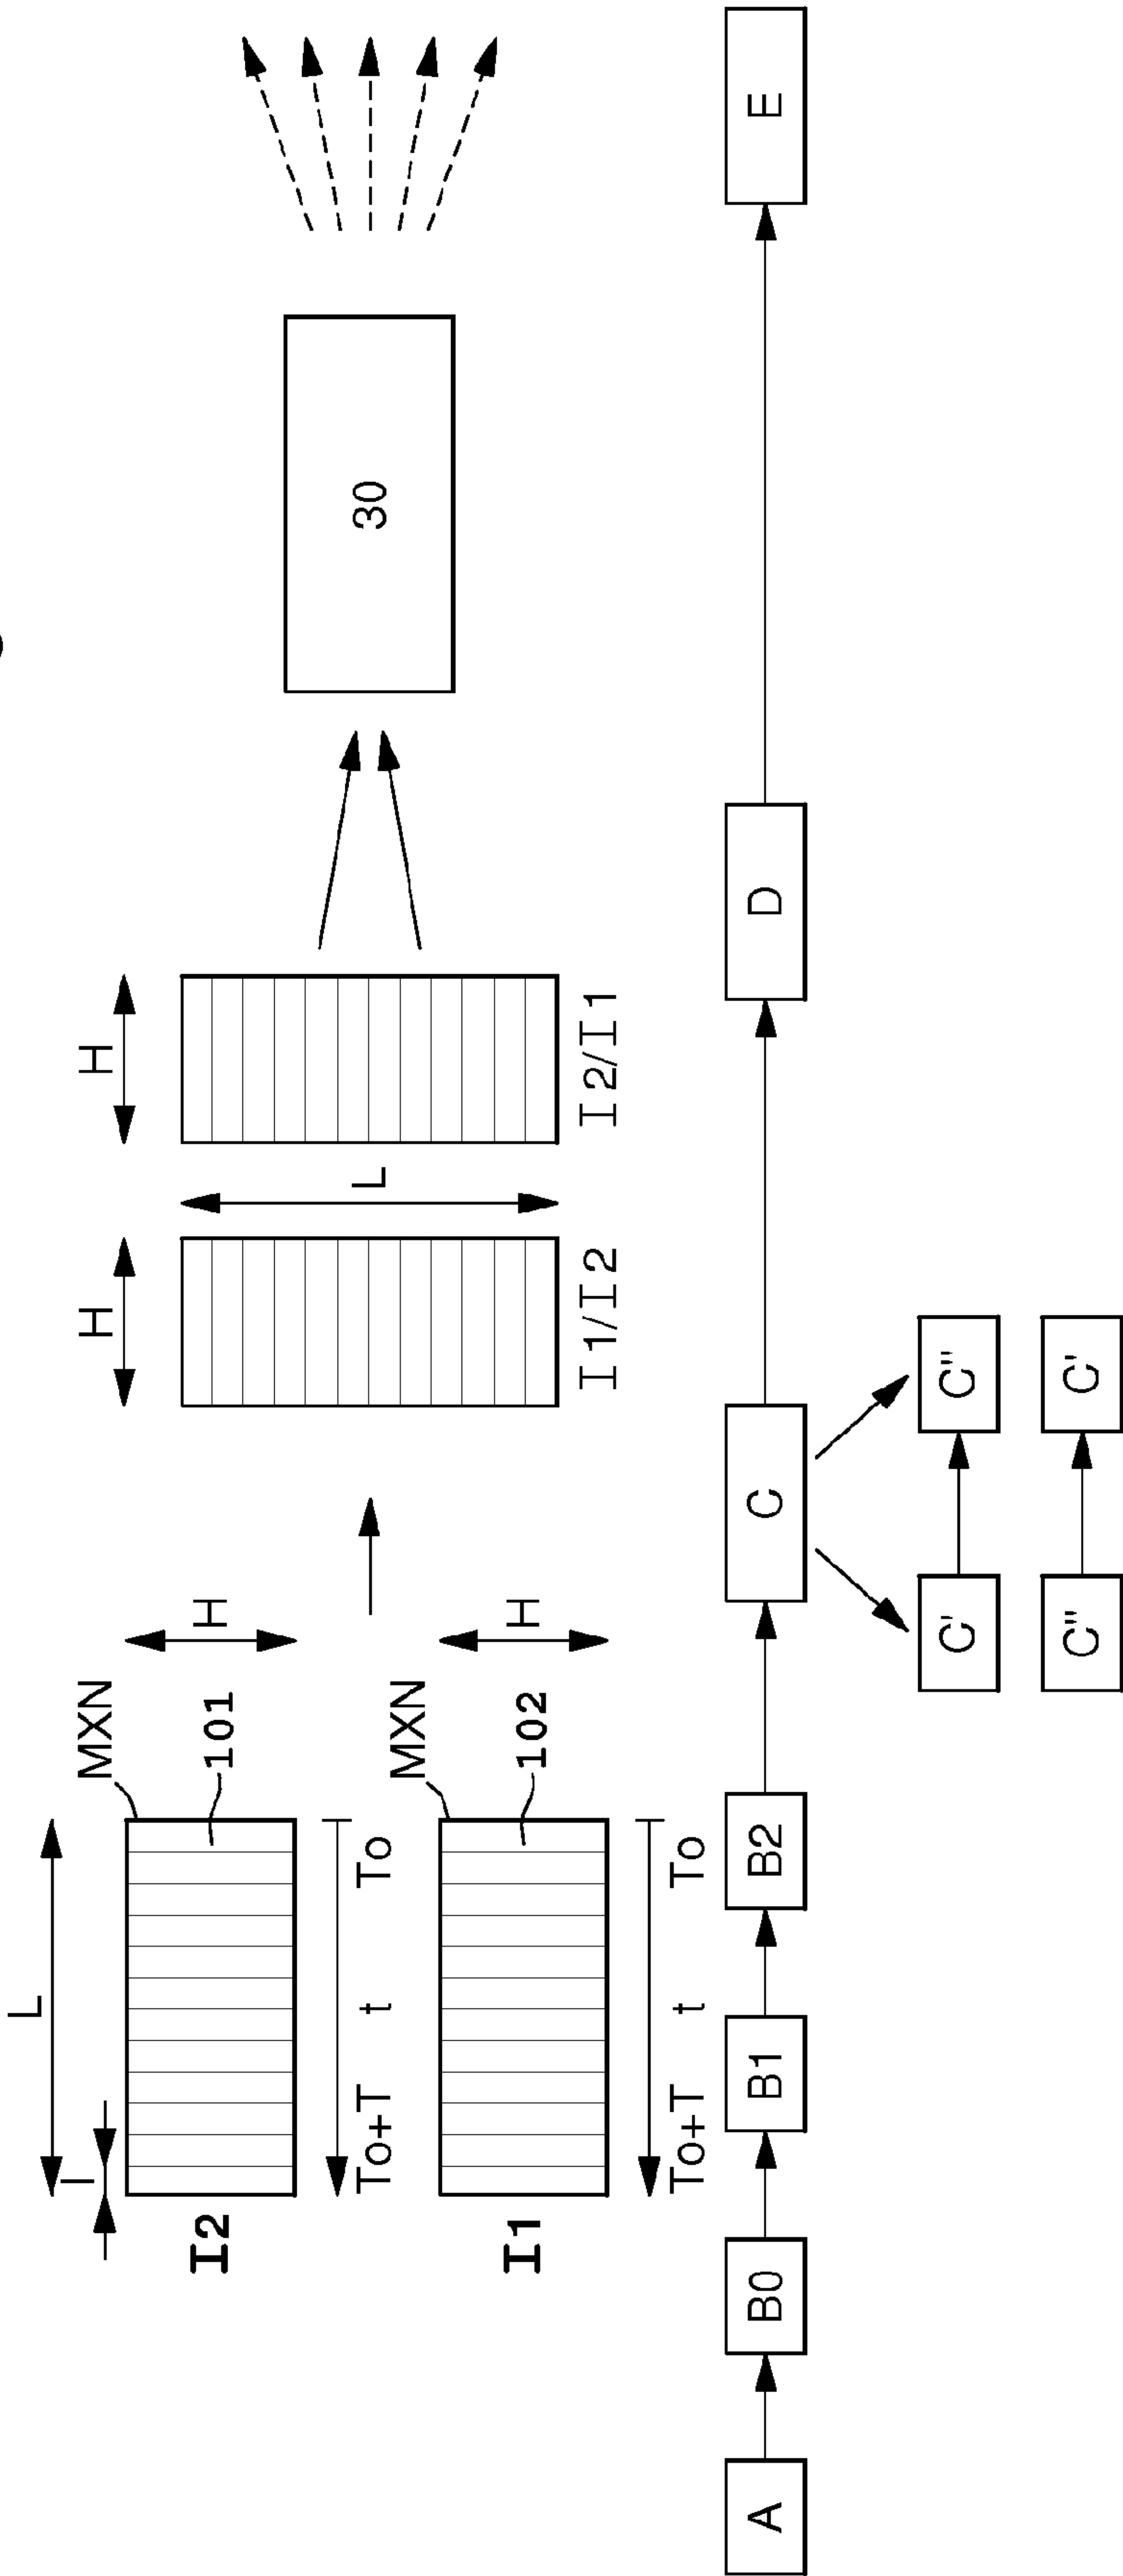 L
l
MXN H H
I2 101 H
To+T t To L 30
MXN
I1 102 H
I1/I2 I2/I1
To+T t To
A B0 B1 B2 C D E
C' C"
C" C'